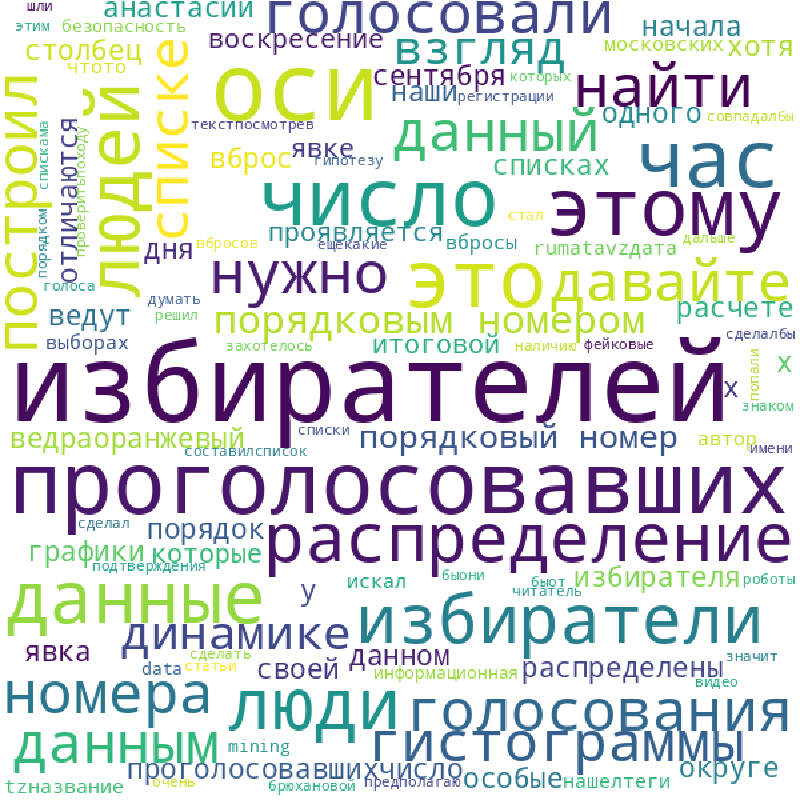 шли
анастасии
голосовали
этим
безопасность
воскресение
начала
столбец
взгляд
московских
хотя
чтото
сентября
которых
оси
найти
наши
регистрации
построил
людей
списке
отличаются
спискама
порядком
проверитьпоходу
текстпосмотрев
данный
одного
совпадалбы
явке
вброс
гипотезу
списках
час
число
этому
стал
проявляется
вбросов
ещекакие
вбросы
rumatavzдата
дальше
дня
нужно
это
давайте
голоса
думать
ведут
решил
порядковым номером
расчете
выборах
захотелось
итоговой
наличию
фейковые
сделалбы
избирателей
попали
х
x
знаком
ведраоранжевый
списки
порядковый номер
автор
составилсписок
имени
проголосовавших
сделал
порядок
распределение
графики
которые
подтверждения
данные
у
искал
быони
бьют
читатель
избирателя
роботы
избиратели
динамике
явка
сделать
data
статьи
своей
данном
информационная
распределены
значит
видео
номера
люди
голосования
данным
mining
гистограммы
tzназвание
проголосовавшихчисло
очень
брюхановой
предполагаю
особые
нашелтеги
округе